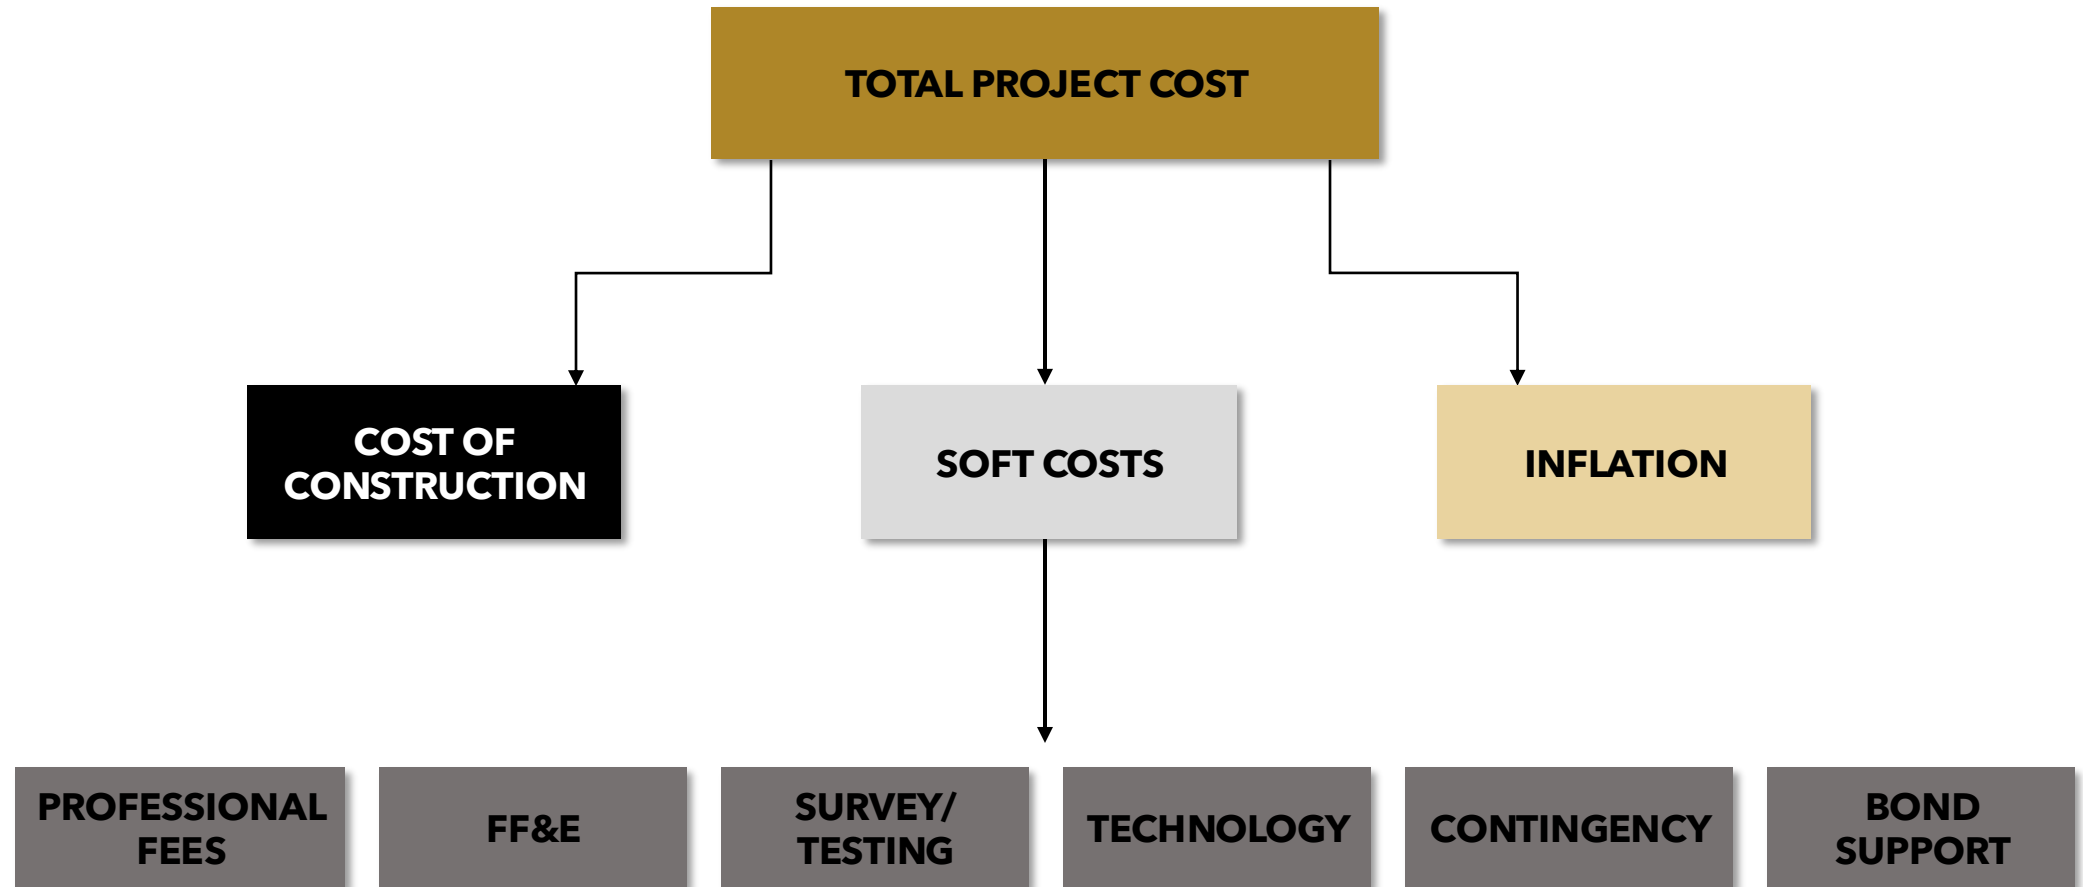 TOTAL PROJECT COST
COST OF
CONSTRUCTION
SOFT COSTS
INFLATION
PROFESSIONAL
FEES
FF&E
SURVEY/
TESTING
TECHNOLOGY
CONTINGENCY
BOND
SUPPORT